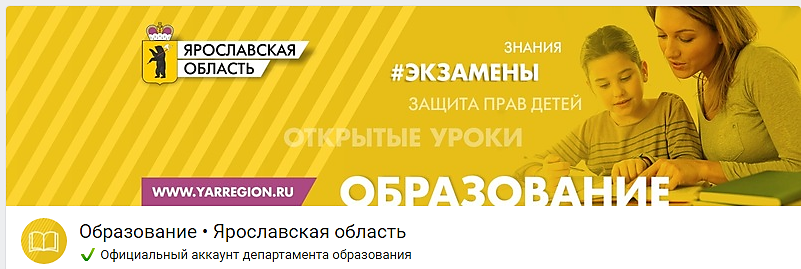 ЯРОСЛАВСКАЯ
ОБЛАСТЬ
ЗНАНИЯ
#ЭКЗАМЕНЫ
ЗАЩИТА ПРАВ ДЕТЕЙ
ОТКРЫТЫЕ УРОКИ
WWW.YARREGION.RU
ОБРАЗОВАНИЕ
Образование • Ярославская область
✓ Официальный аккаунт департамента образования